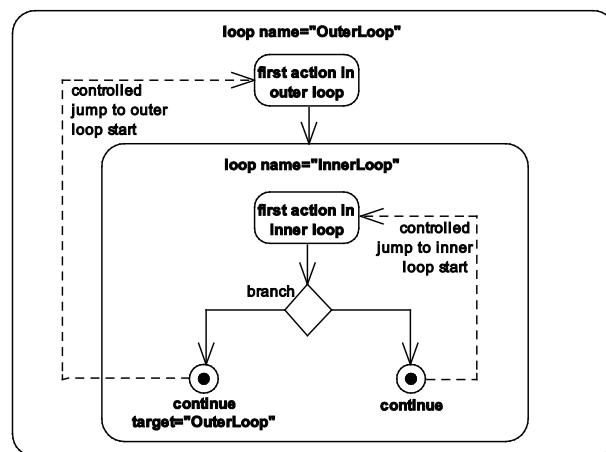 loop name="OuterLoop"
first action in
outer loop
controlled
jump to outer
loop start
loop name="InnerLoop"
first action in
inner loop
controlled
jump to inner
loop start
branch
continue
target="OuterLoop"
continue